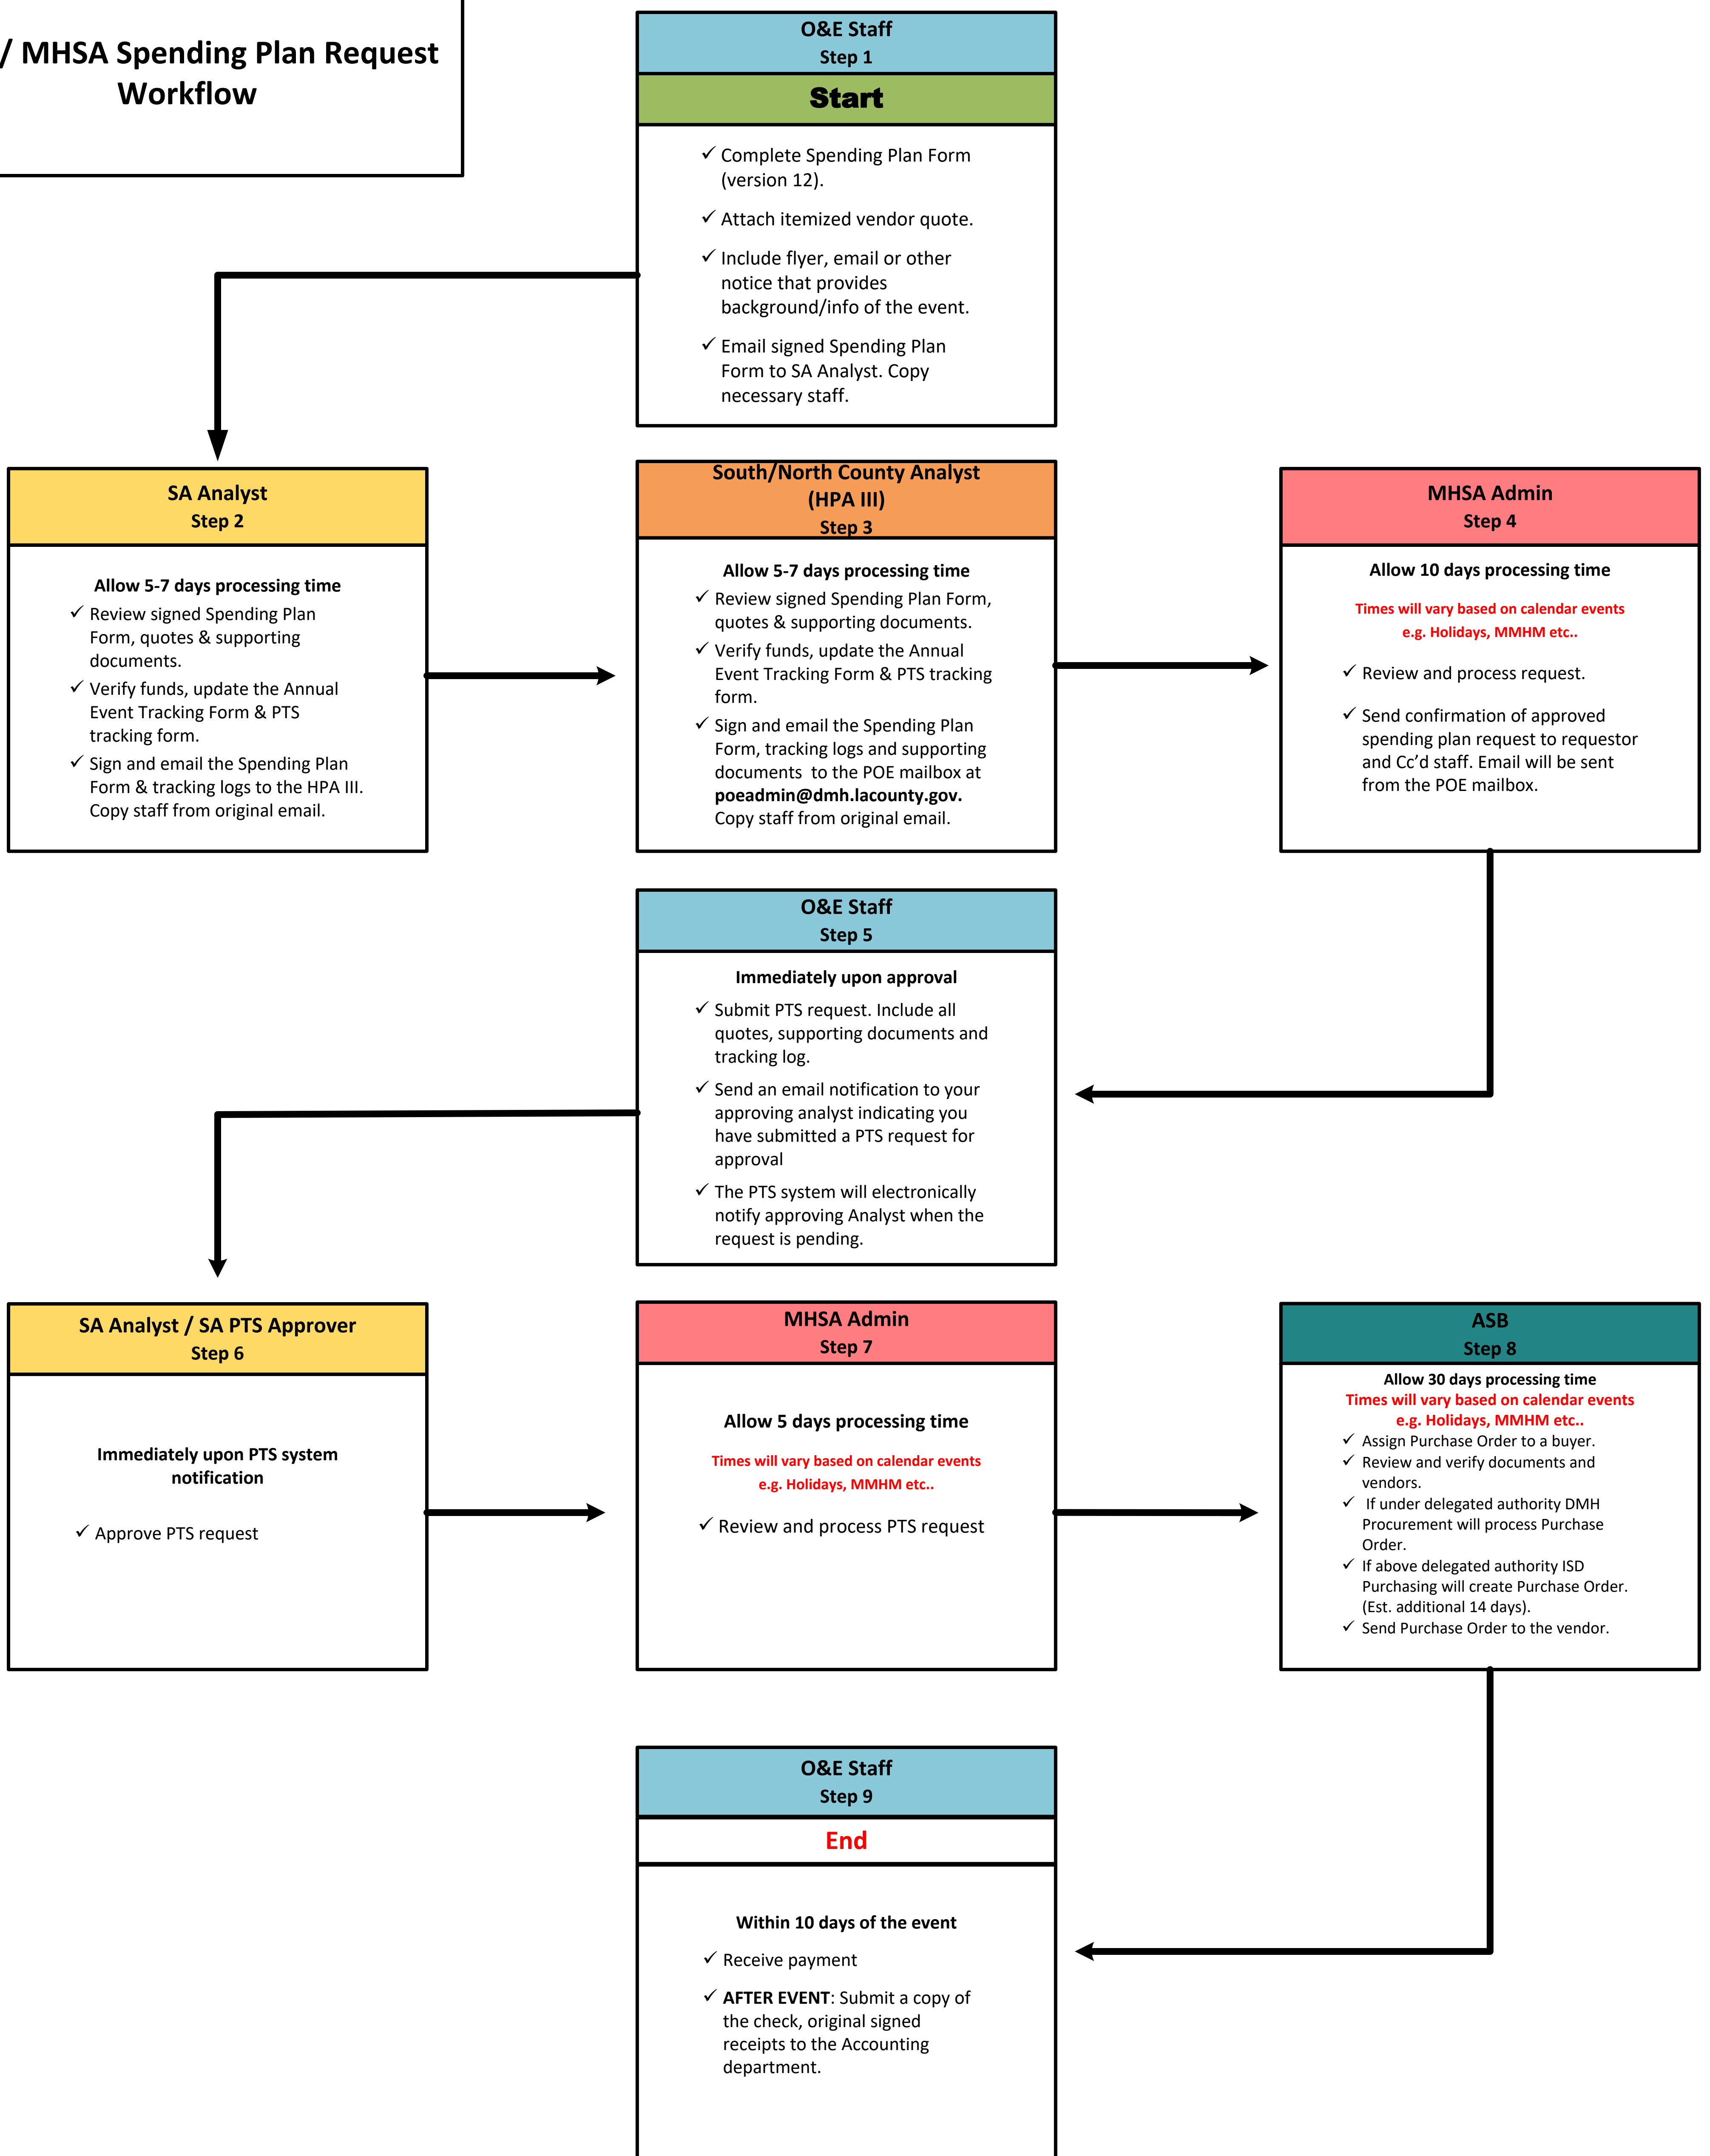 / MHSA Spending Plan Request
Workflow
O&E Staff
Step 1
Start
✓ Complete Spending Plan Form
(version 12).
✓ Attach itemized vendor quote.
✓ Include flyer, email or other
notice that provides
background/info of the event.
✓ Email signed Spending Plan
Form to SA Analyst. Copy
necessary staff.
SA Analyst
Step 2
Allow 5-7 days processing time
✓ Review signed Spending Plan
Form, quotes & supporting
documents.
✓ Verify funds, update the Annual
Event Tracking Form & PTS
tracking form.
✓ Sign and email the Spending Plan
Form & tracking logs to the HPA III.
Copy staff from original email.
South/North County Analyst
(HPA III)
Step 3
Allow 5-7 days processing time
✓ Review signed Spending Plan Form,
quotes & supporting documents.
✓ Verify funds, update the Annual
Event Tracking Form & PTS tracking
form.
✓ Sign and email the Spending Plan
Form, tracking logs and supporting
documents to the POE mailbox at
poeadmin@dmh.lacounty.gov.
Copy staff from original email.
MHSA Admin
Step 4
Allow 10 days processing time
Times will vary based on calendar events
e.g. Holidays, MMHM etc..
✓ Review and process request.
✓ Send confirmation of approved
spending plan request to requestor
and Cc’d staff. Email will be sent
from the POE mailbox.
O&E Staff
Step 5
Immediately upon approval
✓ Submit PTS request. Include all
quotes, supporting documents and
tracking log.
✓ Send an email notification to your
approving analyst indicating you
have submitted a PTS request for
approval
✓ The PTS system will electronically
notify approving Analyst when the
request is pending.
SA Analyst / SA PTS Approver
Step 6
Immediately upon PTS system
notification
✓ Approve PTS request
MHSA Admin
Step 7
Allow 5 days processing time
Times will vary based on calendar events
e.g. Holidays, MMHM etc..
✓ Review and process PTS request
ASB
Step 8
Allow 30 days processing time
Times will vary based on calendar events
e.g. Holidays, MMHM etc..
✓ Assign Purchase Order to a buyer.
✓ Review and verify documents and
vendors.
✓ If under delegated authority DMH
Procurement will process Purchase
Order.
✓ If above delegated authority ISD
Purchasing will create Purchase Order.
(Est. additional 14 days).
✓ Send Purchase Order to the vendor.
O&E Staff
Step 9
End
Within 10 days of the event
✓ Receive payment
✓ AFTER EVENT: Submit a copy of
the check, original signed
receipts to the Accounting
department.